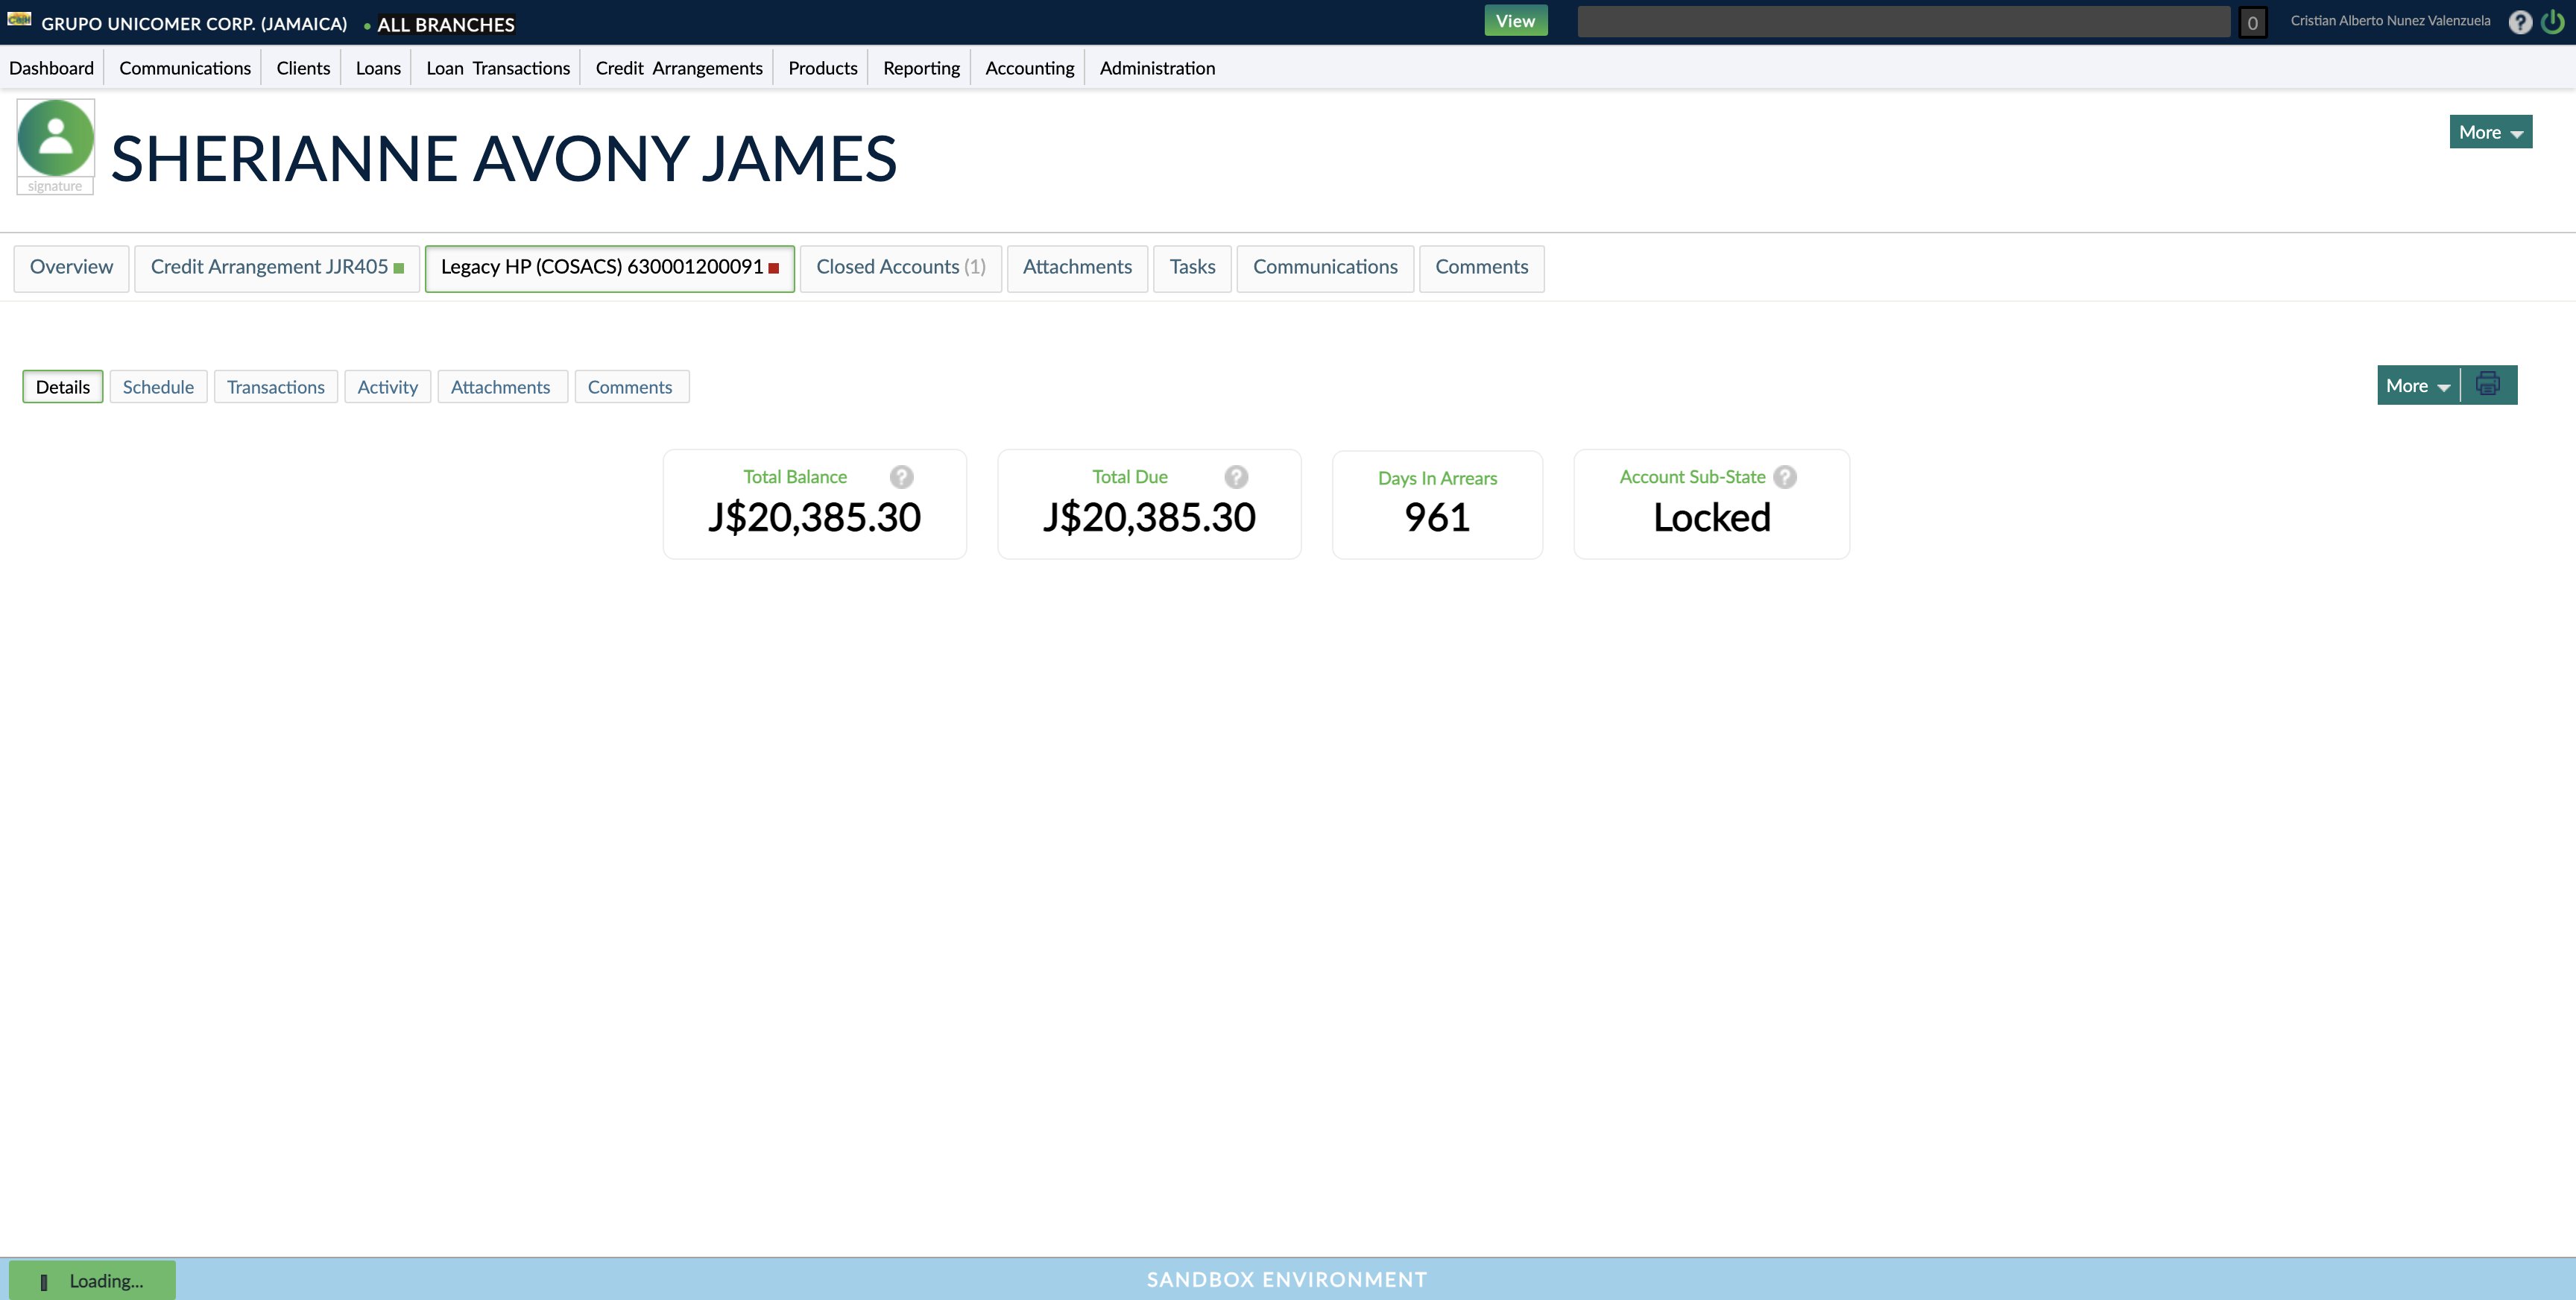 GRUPO UNICOMER CORP. (JAMAICA) • ALL BRANCHES View 0 Cristian Alberto Nunez Valenzuela ?
Dashboard Communications Clients Loans Loan Transactions Credit Arrangements Products Reporting Accounting Administration
SHERIANNE AVONY JAMES More
signature
Overview Credit Arrangement JJR405 Legacy HP (COSACS) 630001200091 Closed Accounts (1) Attachments Tasks Communications Comments
Details Schedule Transactions Activity Attachments Comments More
Total Balance ? Total Due ? Days In Arrears Account Sub-State ?
J$20,385.30 J$20,385.30 961 Locked
Loading... SANDBOX ENVIRONMENT